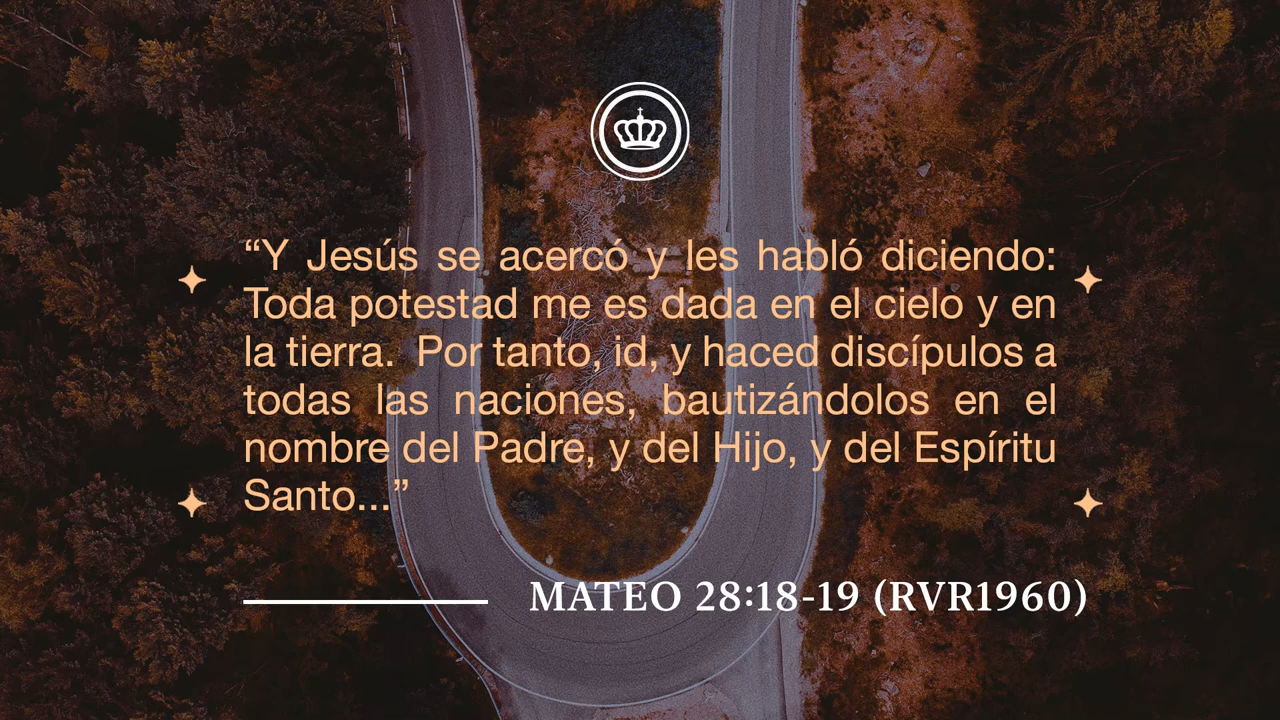 “Y Jesús se acercó y les habló diciendo:
Toda potestad me es dada en el cielo y en
la tierra.  Por tanto, id, y haced discípulos a
todas las naciones, bautizándolos en el
nombre del Padre, y del Hijo, y del Espíritu
Santo...”
MATEO 28:18-19 (RVR1960)